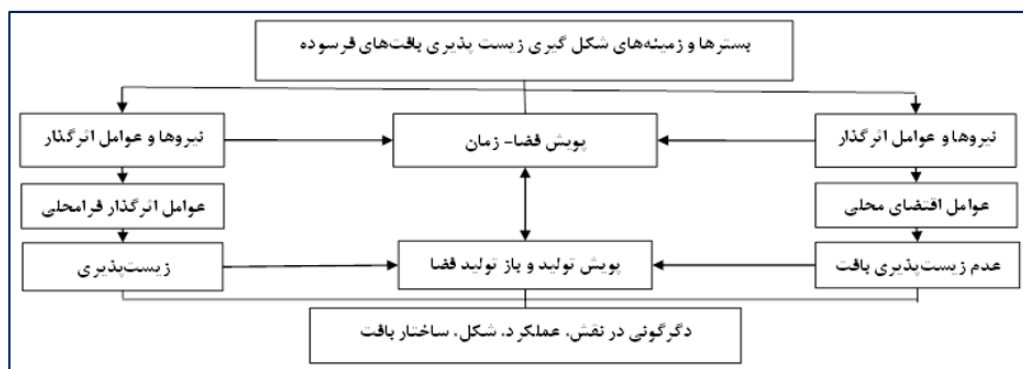 بسترها و زمینه‌های شکل گیری زیست پذیری بافت‌های فرسوده
نیروها و عوامل اثرگذار
پویش فضا- زمان
نیروها و عوامل اثرگذار
عوامل اقتضای محلی
عوامل اثرگذار فرامحلی
عدم زیست‌پذیری بافت
پویش تولید و باز تولید فضا
زیست‌پذیری
دگرگونی در نقش، عملکرد، شکل، ساختار بافت